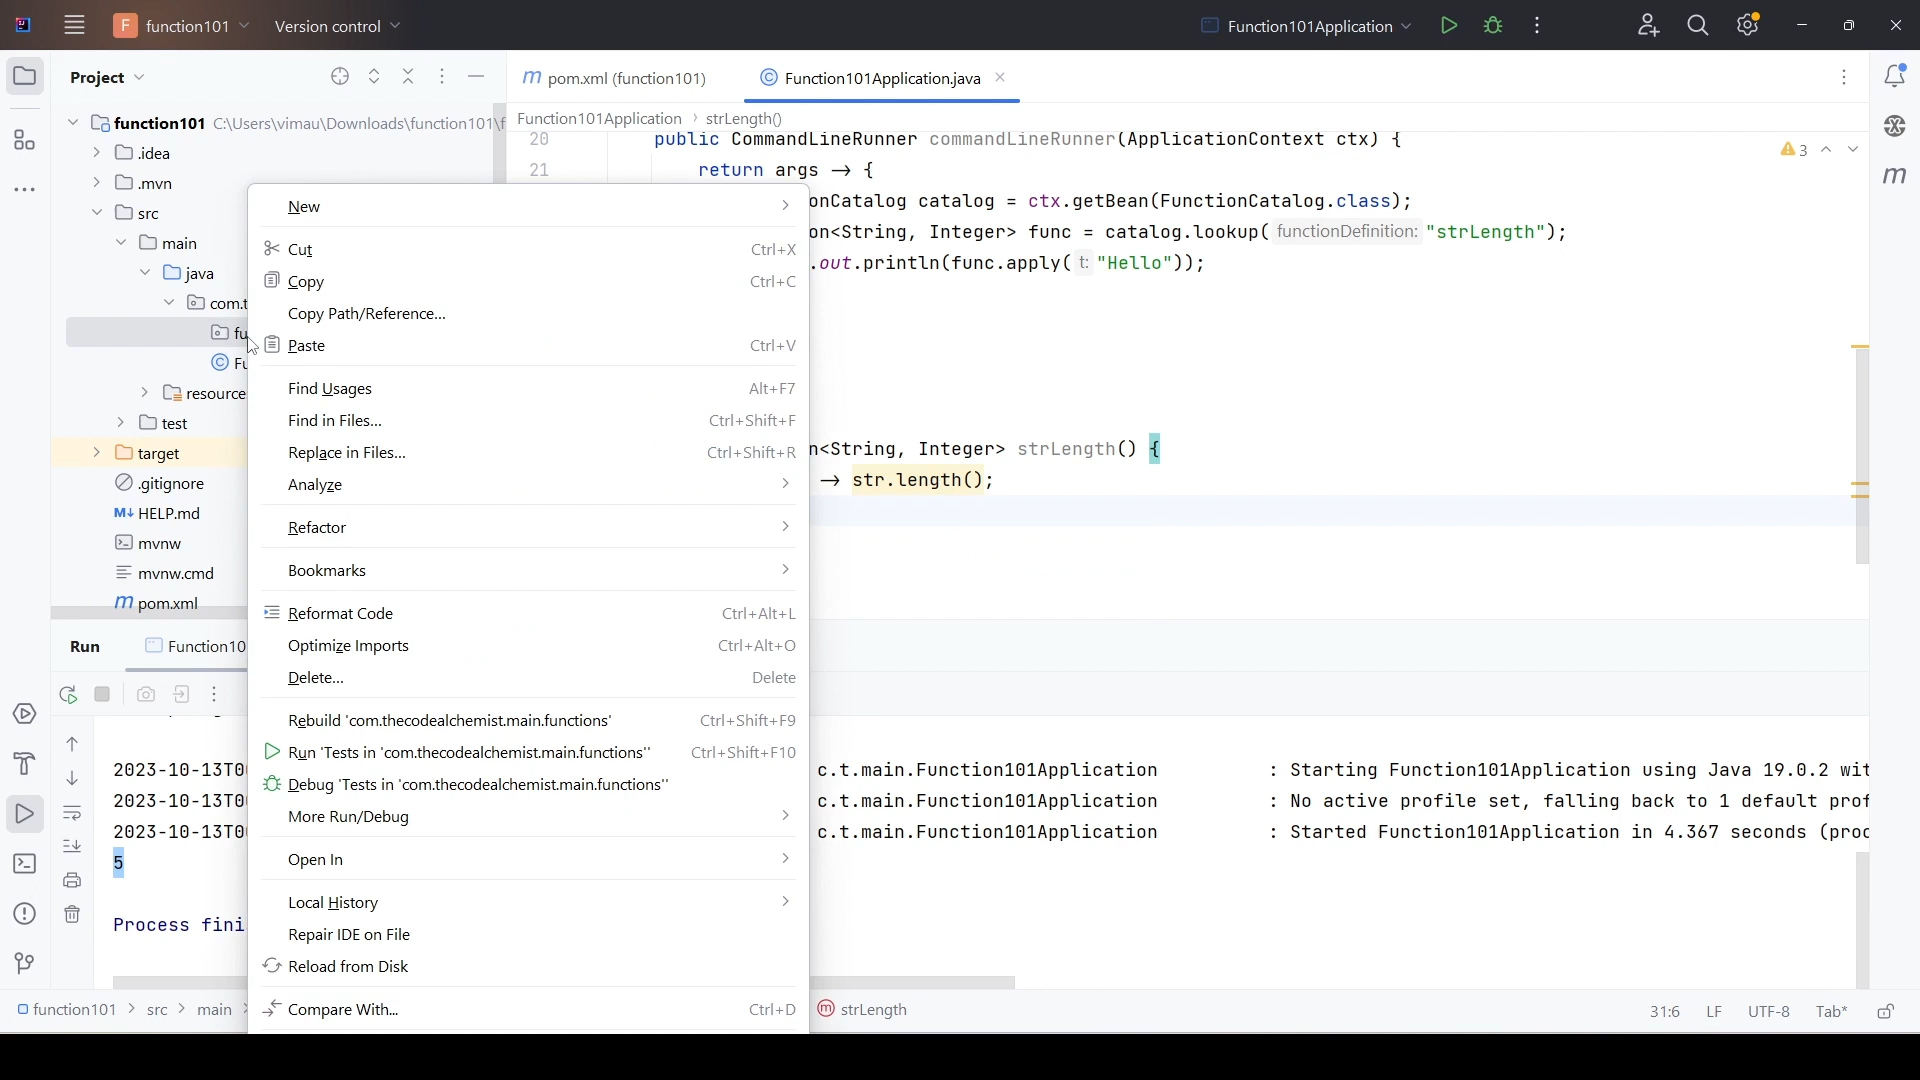 F function101 Version control Function101Application
Project
pom.xml (function101) Function101Application.java
function101 C:\Users\vimau\Downloads\function101\f
.idea
.mvn
src
main
java
com.t
fu
Fu
resource
test
target
.gitignore
HELP.md
mvnw
mvnw.cmd
pom.xml
Function101Application > strLength()
20 public CommandLineRunner commandLineRunner(ApplicationContext ctx) {
21 return args → {
onCatalog catalog = ctx.getBean(FunctionCatalog.class);
on<String, Integer> func = catalog.lookup( functionDefinition: "strLength");
.out.println(func.apply( t: "Hello"));
n<String, Integer> strLength() {
→ str.length();
3
New
Cut Ctrl+X
Copy Ctrl+C
Copy Path/Reference...
Paste Ctrl+V
Find Usages Alt+F7
Find in Files... Ctrl+Shift+F
Replace in Files... Ctrl+Shift+R
Analyze
Refactor
Bookmarks
Reformat Code Ctrl+Alt+L
Optimize Imports Ctrl+Alt+O
Delete... Delete
Rebuild 'com.thecodealchemist.main.functions' Ctrl+Shift+F9
Run 'Tests in 'com.thecodealchemist.main.functions'' Ctrl+Shift+F10
Debug 'Tests in 'com.thecodealchemist.main.functions''
More Run/Debug
Open In
Local History
Repair IDE on File
Reload from Disk
Compare With... Ctrl+D
Run Function10
2023-10-13T00 c.t.main.Function101Application : Starting Function101Application using Java 19.0.2 wit
2023-10-13T00 c.t.main.Function101Application : No active profile set, falling back to 1 default prof
2023-10-13T00 c.t.main.Function101Application : Started Function101Application in 4.367 seconds (proc
5
Process fini
function101 > src > main > strLength 31:6 LF UTF-8 Tab*